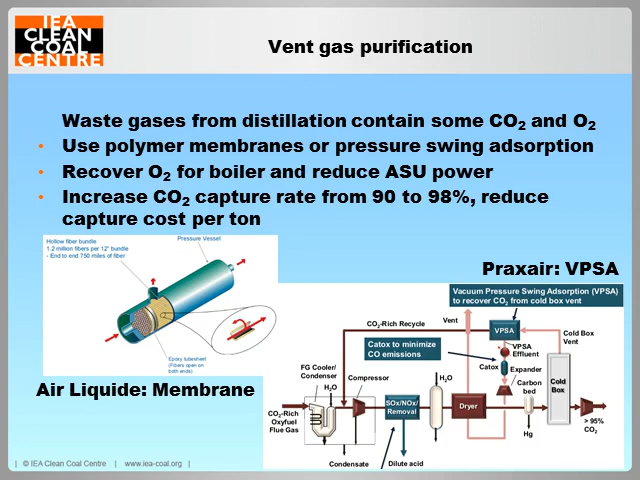 IEA
CLEAN
COAL
CENTRE
Vent gas purification
Waste gases from distillation contain some CO2 and O2
• Use polymer membranes or pressure swing adsorption
• Recover O2 for boiler and reduce ASU power
• Increase CO2 capture rate from 90 to 98%, reduce
capture cost per ton
Hollow fiber bundle
1.2 million fibers per 12" bundle
- End to end 750 miles of fiber
Pressure Vessel
Epoxy tubesheet
(Fibers open on
both ends)
Air Liquide: Membrane
Praxair: VPSA
Vacuum Pressure Swing Adsorption (VPSA)
to recover CO2 from cold box vent
CO2-Rich Recycle
Vent
VPSA
Cold Box
Vent
Catox to minimize
CO emissions
VPSA
Effluent
Catox
Expander
FG Cooler/
Condenser
H2O
Compressor
H2O
Carbon
bed
Cold
Box
SOx/NOx/
Removal
Dryer
CO2-Rich
Oxyfuel
Flue Gas
Hg
> 95%
CO2
Condensate
Dilute acid
| © IEA Clean Coal Centre | www.iea-coal.org |